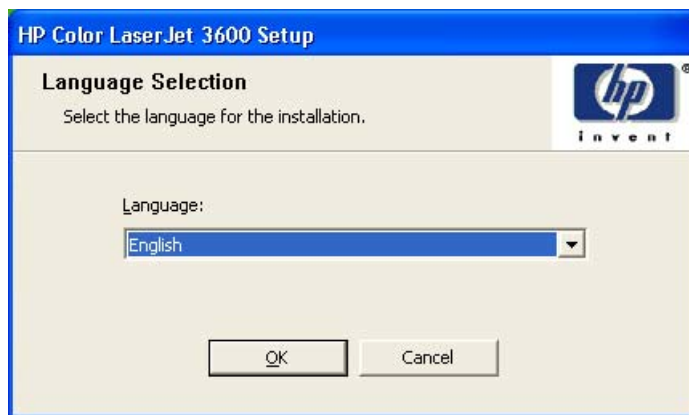 HP Color LaserJet 3600 Setup
Language Selection
Select the language for the installation.
hp
®
invent
Language:
English
OK
Cancel